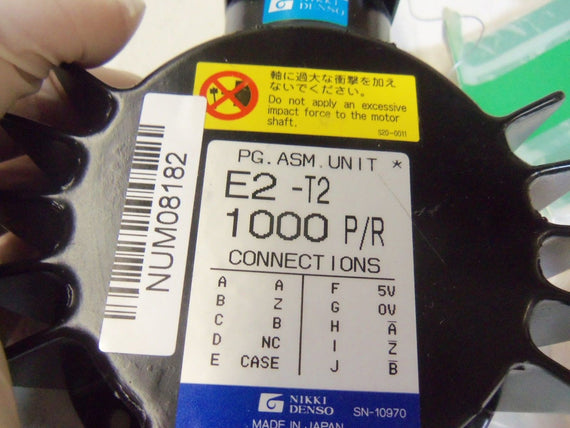 NIKKI
DENSO
軸に過大な衝撃を加え
ないでください。
Do not apply an excessive
impact force to the motor
shaft.
S20-0011
NUM08182
PG.ASM.UNIT *
E2 -T2
1000 P/R
CONNECTIONS
A A F 5V
B Z G 0V
C B H A̅
D NC I Z̅
E CASE J B̅
NIKKI
DENSO SN-10970
MADE IN JAPAN